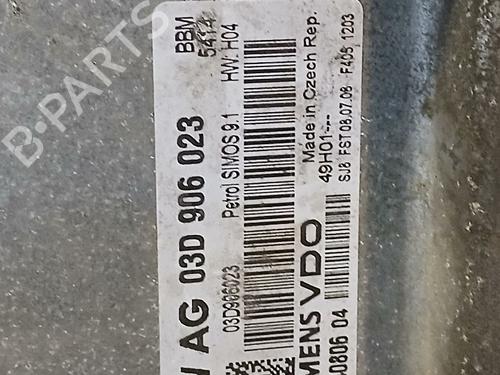 BBM
5414
W AG 03D 906 023
HW: H04
Petrol SIMOS 9.1
03D906023
Made in Czech Rep.
49H01---
SJ8 FST 08.07.08 F405 1203
MENS VDO
0806 04
B-PARTS